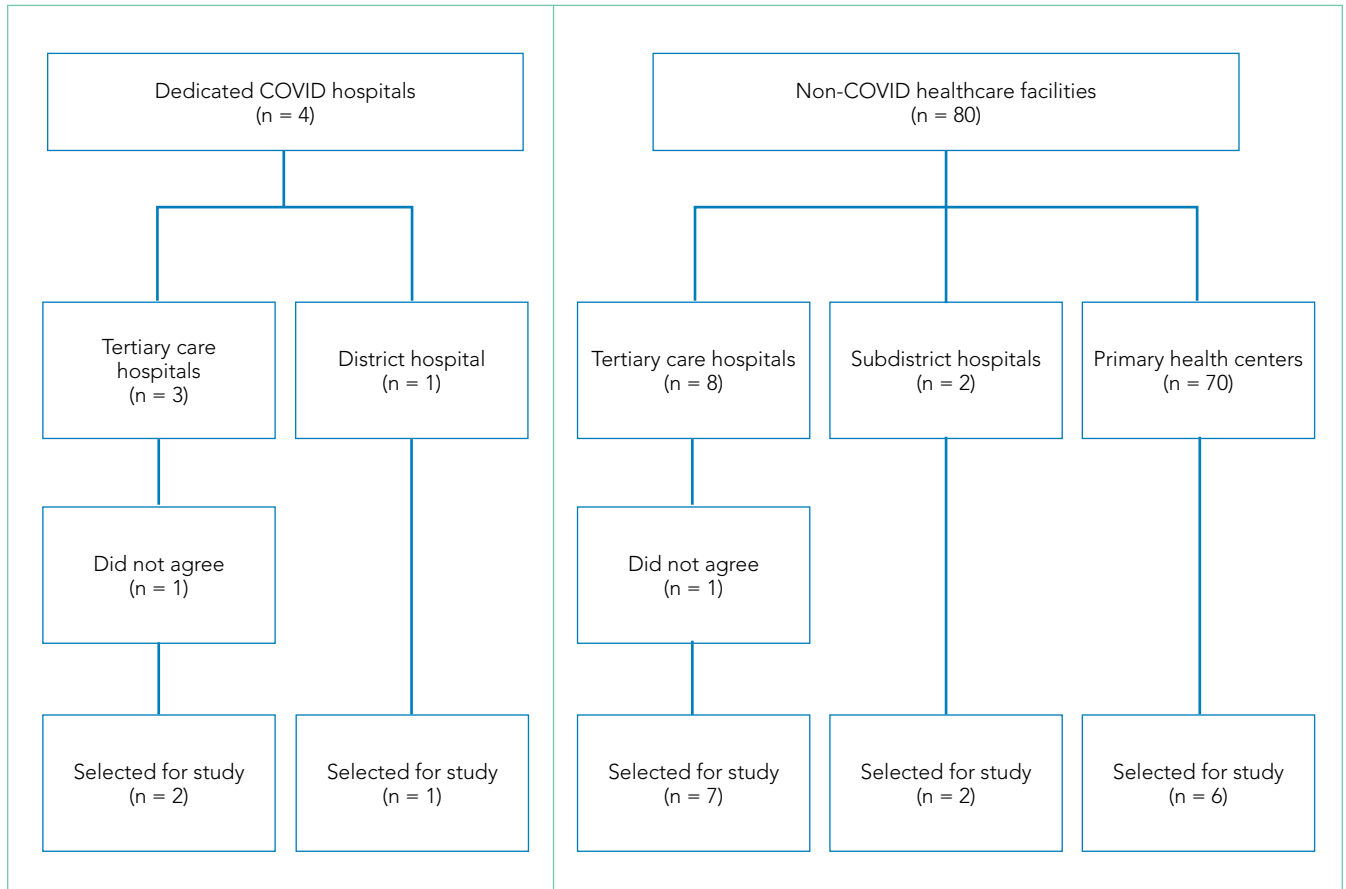 Dedicated COVID hospitals
(n = 4)
Non-COVID healthcare facilities
(n = 80)
Tertiary care
hospitals
(n = 3)
District hospital
(n = 1)
Tertiary care hospitals
(n = 8)
Subdistrict hospitals
(n = 2)
Primary health centers
(n = 70)
Did not agree
(n = 1)
Did not agree
(n = 1)
Selected for study
(n = 2)
Selected for study
(n = 1)
Selected for study
(n = 7)
Selected for study
(n = 2)
Selected for study
(n = 6)